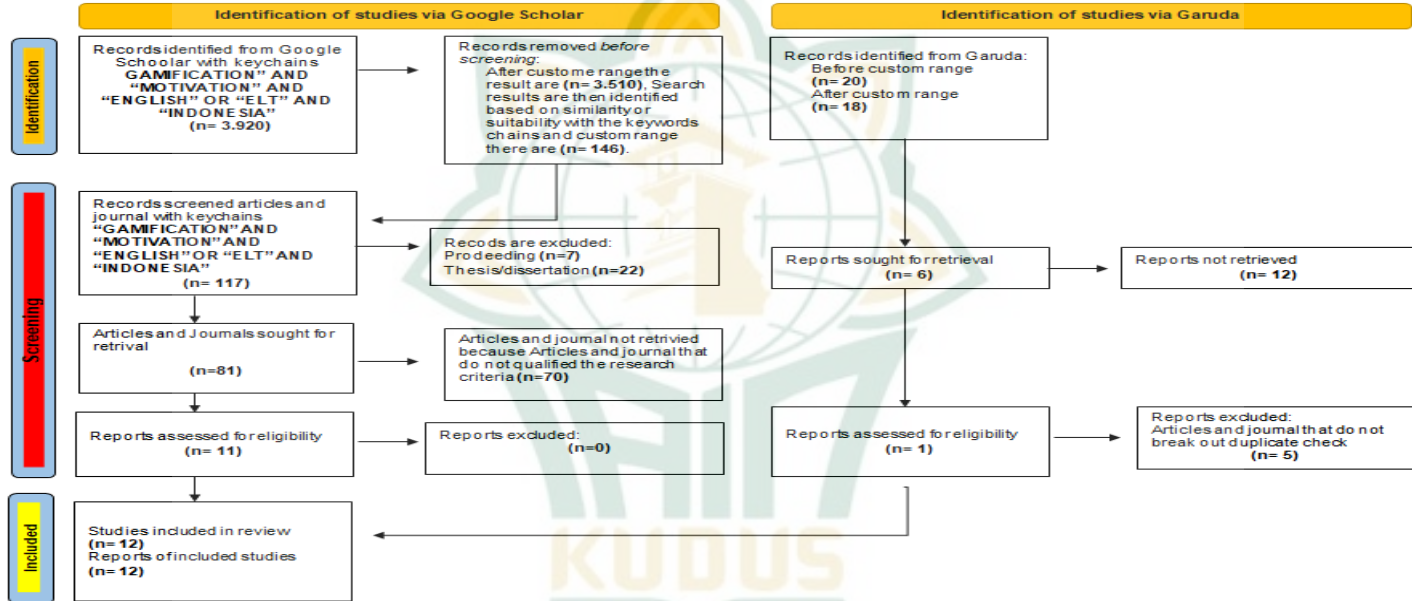 Identification of studies via Google Scholar
Identification of studies via Garuda
Identification
Records identified from Google
Schoolar with keychains
GAMIFICATION” AND
“MOTIVATION” AND
“ENGLISH” OR “ELT” AND
“INDONESIA”
(n= 3.920)
Records removed before
screening:
After custome range the
result are (n= 3.510), Search
results are then identified
based on similarity or
suitability with the keywords
chains and custom range
there are (n= 146).
Records identified from Garuda:
Before custom range
(n= 20)
After custom range
(n= 18)
Screening
Records screened articles and
journal with keychains
“GAMIFICATION” AND
“MOTIVATION” AND
“ENGLISH” OR “ELT” AND
“INDONESIA”
(n= 117)
Recods are excluded:
Prodeeding (n=7)
Thesis/dissertation (n=22)
Reports sought for retrieval
(n= 6)
Reports not retrieved
(n= 12)
Articles and Journals sought for
retrival
(n=81)
Articles and journal not retrivied
because Articles and journal that
do not qualified the research
criteria (n=70)
Reports assessed for eligibility
(n= 11)
Reports excluded:
(n=0)
Reports assessed for eligibility
(n= 1)
Reports excluded:
Articles and journal that do not
break out duplicate check
(n= 5)
Included
Studies included in review
(n= 12)
Reports of included studies
(n= 12)
KUDUS